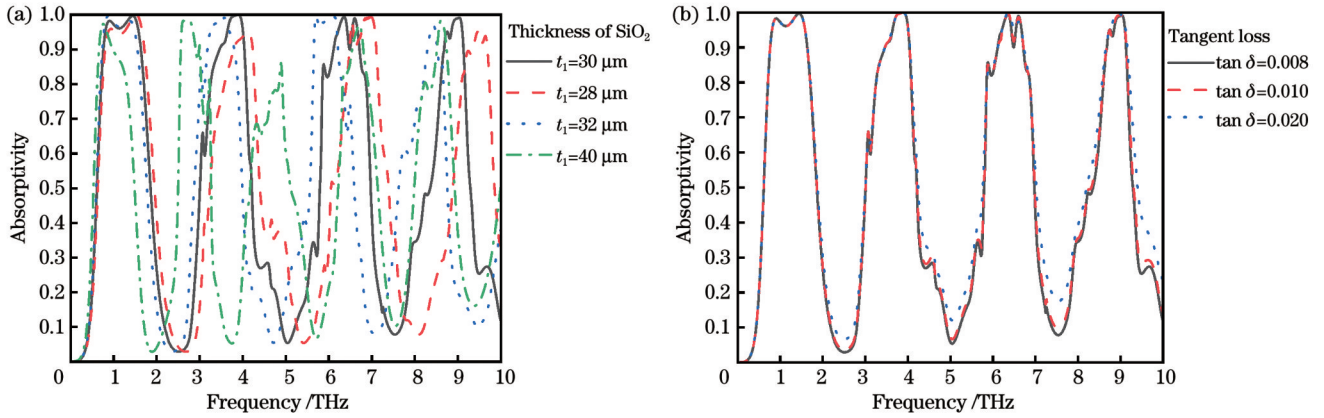 (a)
Absorptivity
1.0
0.9
0.8
0.7
0.6
0.5
0.4
0.3
0.2
0.1
0 1 2 3 4 5 6 7 8 9 10
Frequency /THz
Thickness of SiO₂
t₁=30 μm
t₁=28 μm
t₁=32 μm
t₁=40 μm
(b)
Absorptivity
1.0
0.9
0.8
0.7
0.6
0.5
0.4
0.3
0.2
0.1
0 1 2 3 4 5 6 7 8 9 10
Frequency /THz
Tangent loss
tan δ=0.008
tan δ=0.010
tan δ=0.020